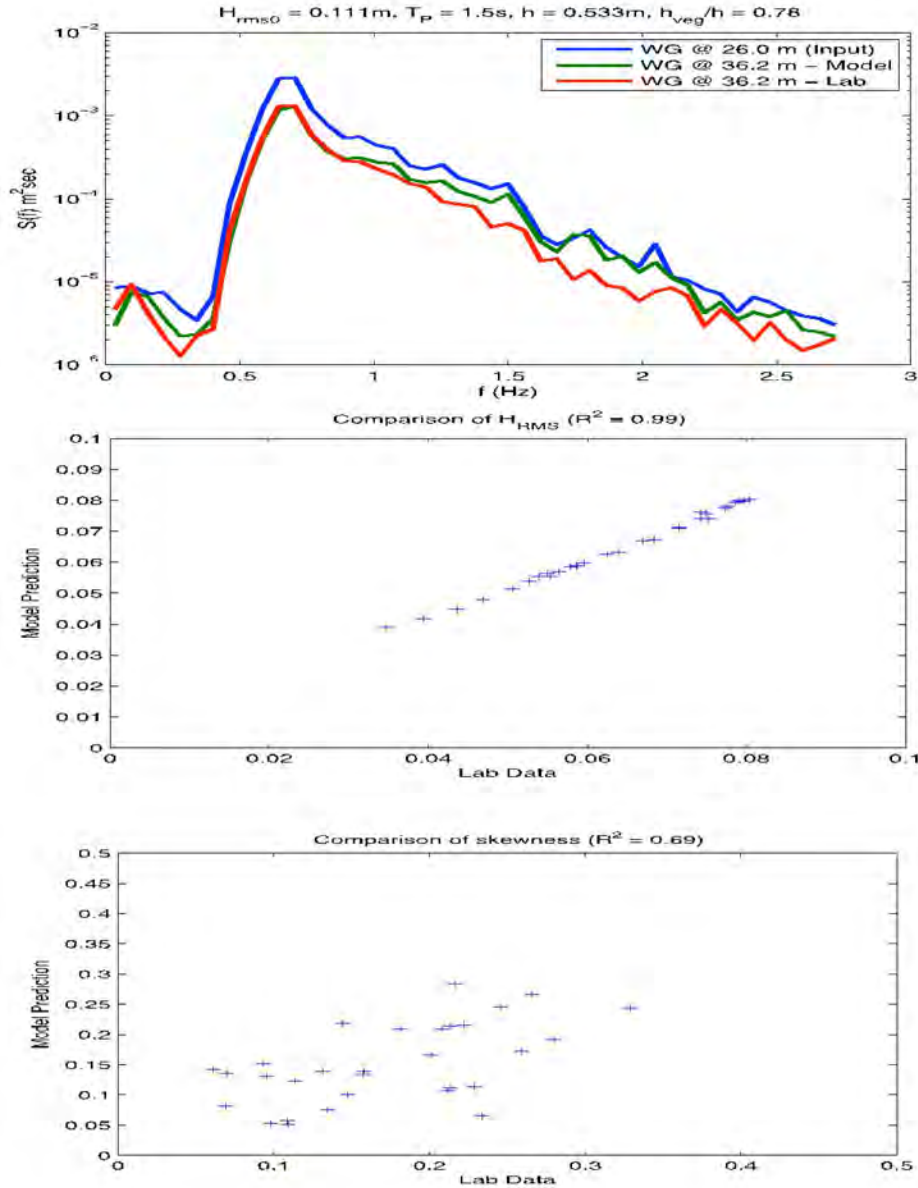 H_rms0 = 0.111m, T_P = 1.5s, h = 0.533m, h_veg/h = 0.78
10^-2
WG @ 26.0 m (Input)
WG @ 36.2 m – Model
WG @ 36.2 m – Lab
10^-3
S(f) m^2sec
10^-4
10^-5
10^-6
0 0.5 1 1.5 2 2.5 3
f (Hz)
Comparison of H_RMS (R^2 = 0.99)
0.1
0.09
0.08
0.07
0.06
0.05
0.04
0.03
0.02
0.01
0
Model Prediction
0 0.02 0.04 0.06 0.08 0.1
Lab Data
Comparison of skewness (R^2 = 0.69)
0.5
0.45
0.4
0.35
0.3
0.25
0.2
0.15
0.1
0.05
0
Model Prediction
0 0.1 0.2 0.3 0.4 0.5
Lab Data